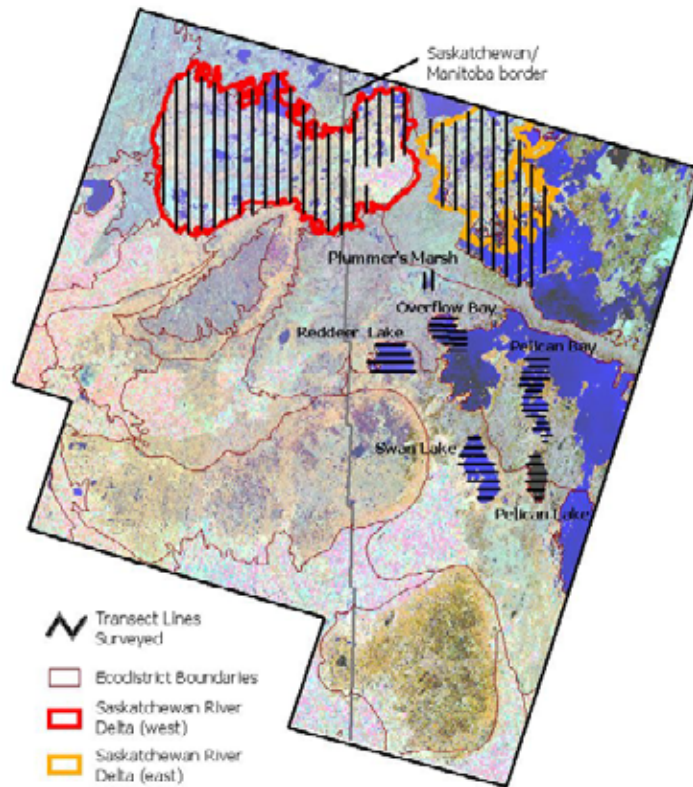 Saskatchewan/
Manitoba border
Plummer's Marsh
Overflow Bay
Reddeer Lake
Pelican Bay
Swan Lake
Pelican Lake
Transect Lines
Surveyed
Ecodistrict Boundaries
Saskatchewan River
Delta (west)
Saskatchewan River
Delta (east)